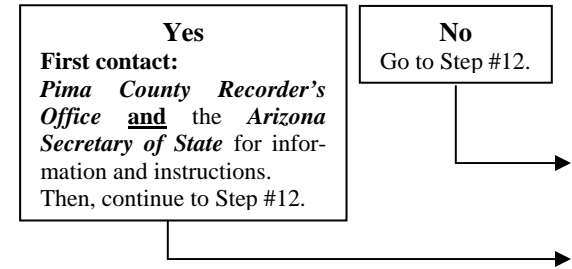 Yes
First contact:
Pima County Recorder's
Office and the Arizona
Secretary of State for infor-
mation and instructions.
Then, continue to Step #12.
No
Go to Step #12.